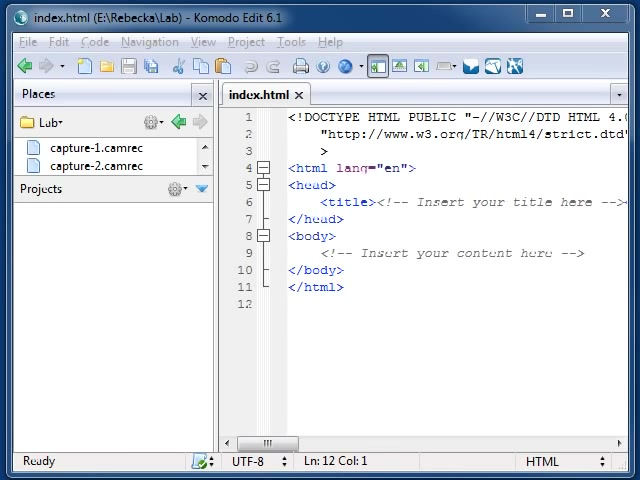 index.html (E:\Rebecka\Lab) - Komodo Edit 6.1
File Edit Code Navigation View Project Tools Help
Places
index.html
Lab
capture-1.camrec
capture-2.camrec
Projects
1 <!DOCTYPE HTML PUBLIC "-//W3C//DTD HTML 4.0
2 "http://www.w3.org/TR/html4/strict.dtd"
3 >
4 <html lang="en">
5 <head>
6 <title><!-- Insert your title here --><
7 </head>
8 <body>
9 <!-- Insert your content here -->
10 </body>
11 </html>
12
Ready UTF-8 Ln: 12 Col: 1 HTML